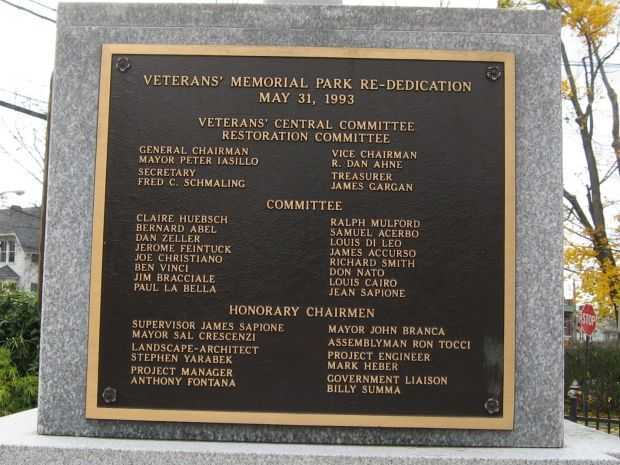 VETERANS' MEMORIAL PARK RE-DEDICATION
MAY 31, 1993
VETERANS' CENTRAL COMMITTEE
RESTORATION COMMITTEE
GENERAL CHAIRMAN
MAYOR PETER IASILLO
SECRETARY
FRED C. SCHMALING
VICE CHAIRMAN
R. DAN AHNE
TREASURER
JAMES GARGAN
COMMITTEE
CLAIRE HUEBSCH
BERNARD ABEL
DAN ZELLER
JEROME FEINTUCK
JOE CHRISTIANO
BEN VINCI
JIM BRACCIALE
PAUL LA BELLA
RALPH MULFORD
SAMUEL ACERBO
LOUIS DI LEO
JAMES ACCURSO
RICHARD SMITH
DON NATO
LOUIS CAIRO
JEAN SAPIONE
HONORARY CHAIRMEN
SUPERVISOR JAMES SAPIONE
MAYOR SAL CRESCENZI
LANDSCAPE-ARCHITECT
STEPHEN YARABEK
PROJECT MANAGER
ANTHONY FONTANA
MAYOR JOHN BRANCA
ASSEMBLYMAN RON TOCCI
PROJECT ENGINEER
MARK HEBER
GOVERNMENT LIAISON
BILLY SUMMA
STOP